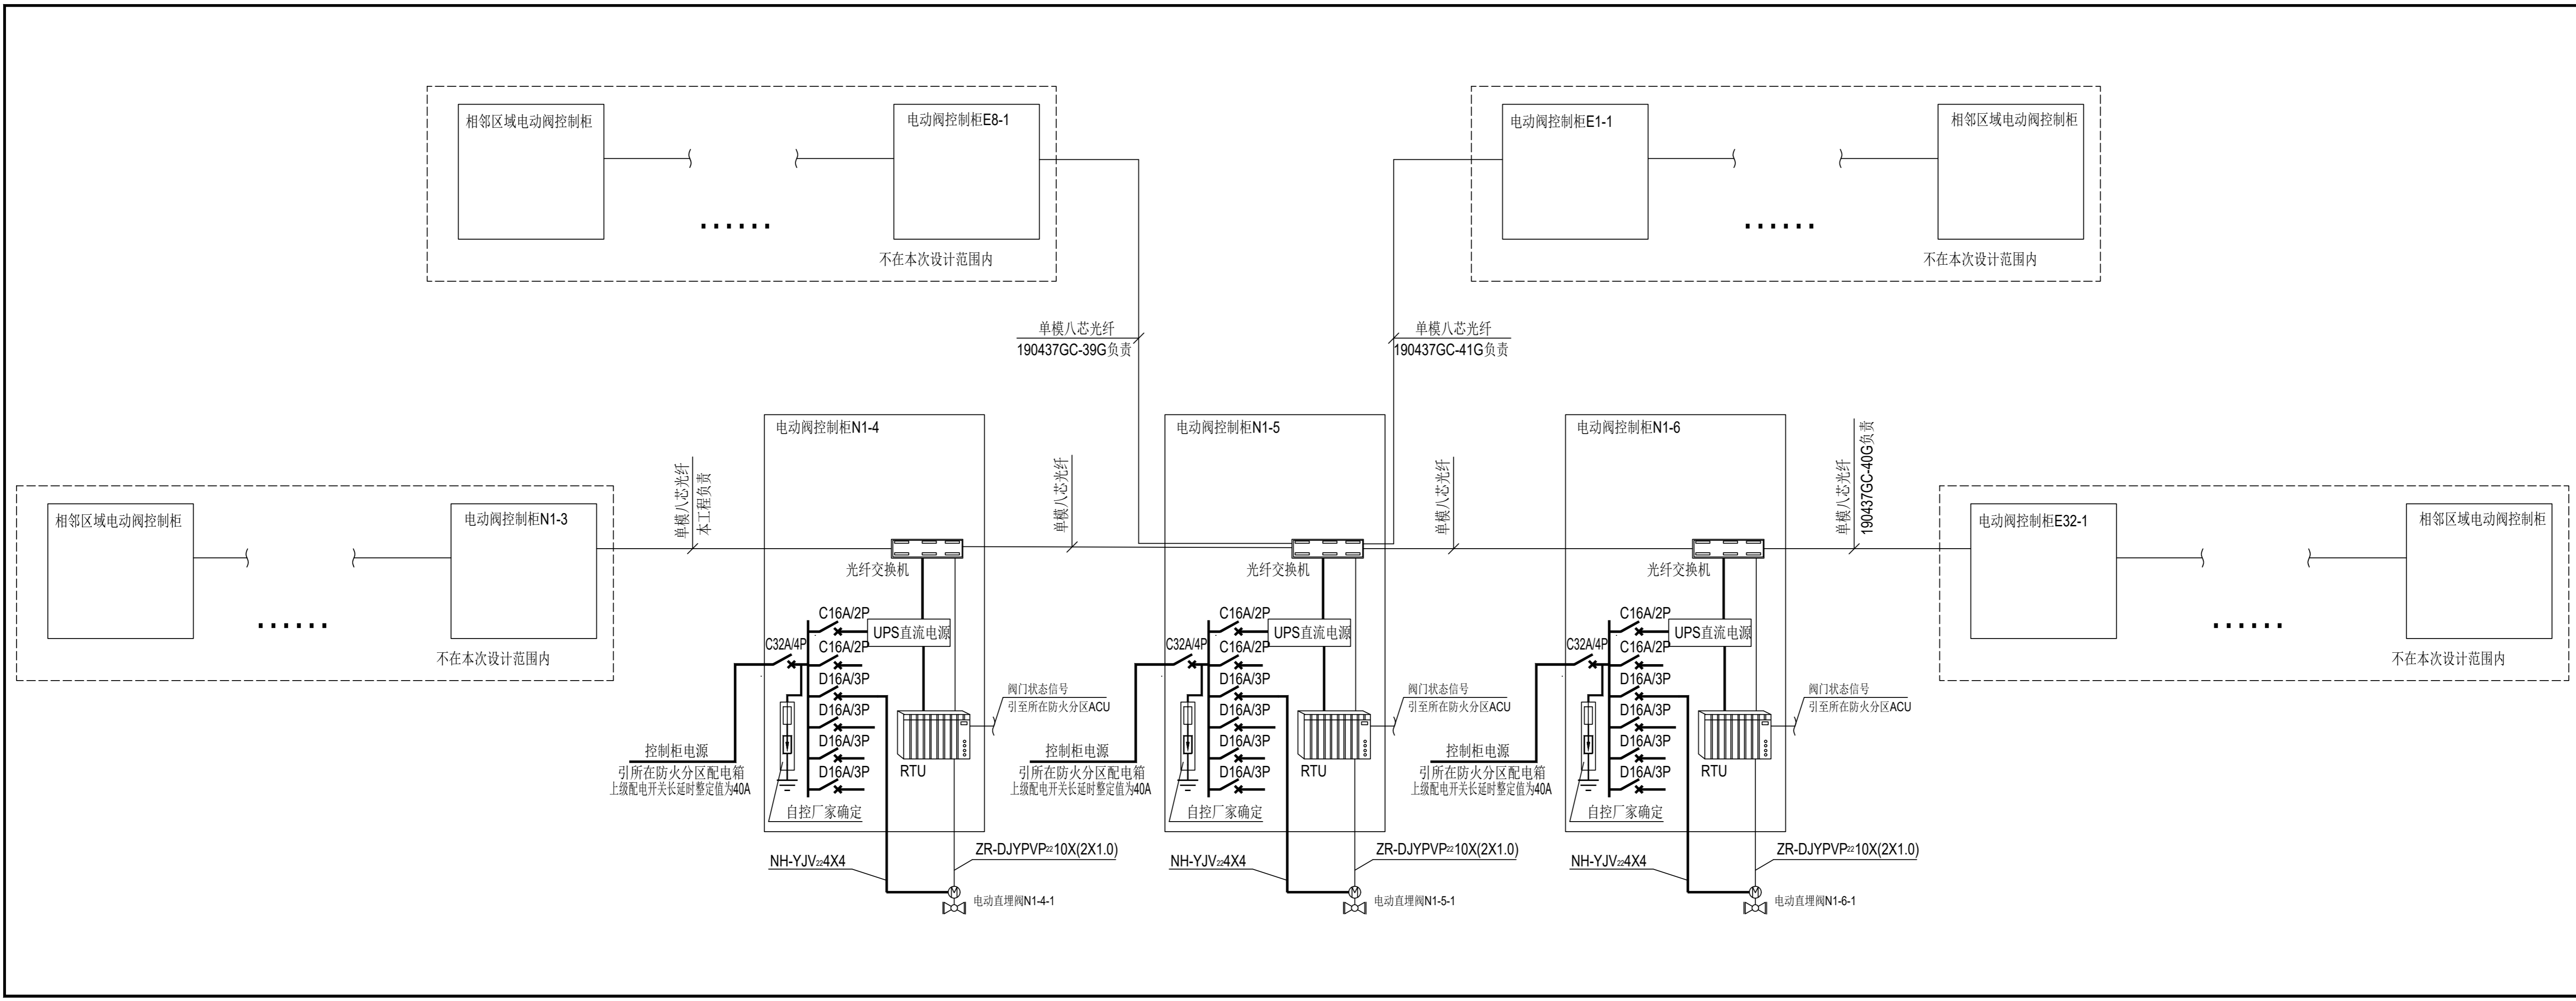 相邻区域电动阀控制柜
电动阀控制柜E8-1
不在本次设计范围内
电动阀控制柜E1-1
相邻区域电动阀控制柜
不在本次设计范围内
单模八芯光纤
190437GC-39G负责
单模八芯光纤
190437GC-41G负责
相邻区域电动阀控制柜
电动阀控制柜N1-3
不在本次设计范围内
单模八芯光纤
本工程负责
电动阀控制柜N1-4
光纤交换机
C16A/2P
UPS直流电源
C32A/4P
C16A/2P
D16A/3P
D16A/3P
D16A/3P
D16A/3P
RTU
自控厂家确定
控制柜电源
引所在防火分区配电箱
上级配电开关长延时整定值为40A
阀门状态信号
引至所在防火分区ACU
NH-YJV22 4X4
ZR-DJYPVP22 10X(2X1.0)
电动直埋阀N1-4-1
单模八芯光纤
电动阀控制柜N1-5
光纤交换机
C16A/2P
UPS直流电源
C32A/4P
C16A/2P
D16A/3P
D16A/3P
D16A/3P
D16A/3P
RTU
自控厂家确定
控制柜电源
引所在防火分区配电箱
上级配电开关长延时整定值为40A
阀门状态信号
引至所在防火分区ACU
NH-YJV22 4X4
ZR-DJYPVP22 10X(2X1.0)
电动直埋阀N1-5-1
单模八芯光纤
电动阀控制柜N1-6
光纤交换机
C16A/2P
UPS直流电源
C32A/4P
C16A/2P
D16A/3P
D16A/3P
D16A/3P
D16A/3P
RTU
自控厂家确定
控制柜电源
引所在防火分区配电箱
上级配电开关长延时整定值为40A
阀门状态信号
引至所在防火分区ACU
NH-YJV22 4X4
ZR-DJYPVP22 10X(2X1.0)
电动直埋阀N1-6-1
单模八芯光纤
190437GC-40G负责
电动阀控制柜E32-1
相邻区域电动阀控制柜
不在本次设计范围内